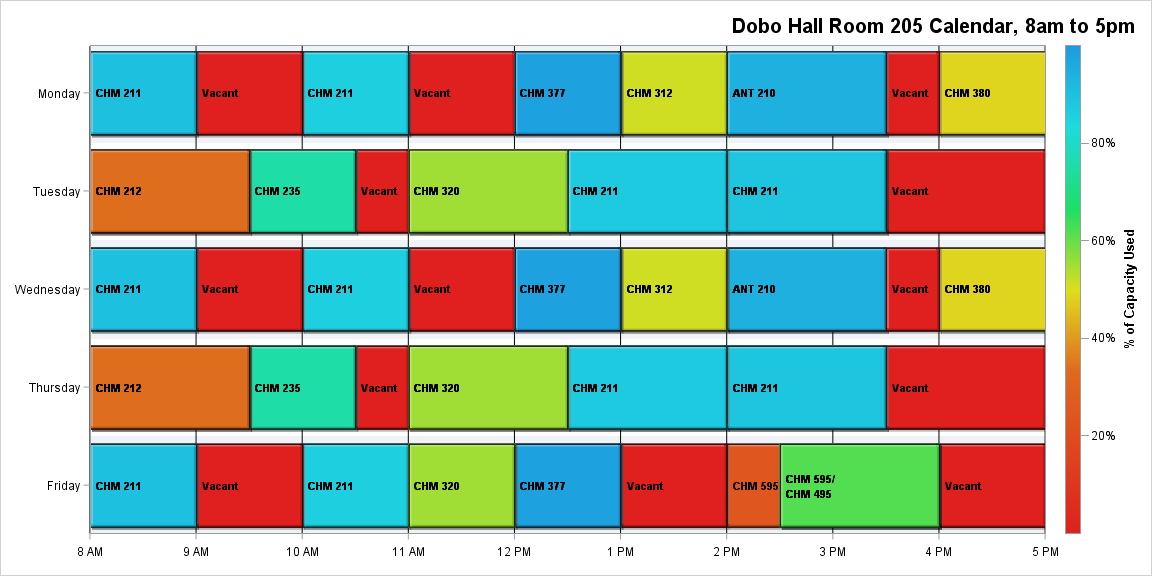 Dobo Hall Room 205 Calendar, 8am to 5pm
Monday
CHM 211
Vacant
CHM 211
Vacant
CHM 377
CHM 312
ANT 210
Vacant
CHM 380
Tuesday
CHM 212
CHM 235
Vacant
CHM 320
CHM 211
CHM 211
Vacant
Wednesday
CHM 211
Vacant
CHM 211
Vacant
CHM 377
CHM 312
ANT 210
Vacant
CHM 380
Thursday
CHM 212
CHM 235
Vacant
CHM 320
CHM 211
CHM 211
Vacant
Friday
CHM 211
Vacant
CHM 211
CHM 320
CHM 377
Vacant
CHM 595
CHM 595/
CHM 495
Vacant
8 AM
9 AM
10 AM
11 AM
12 PM
1 PM
2 PM
3 PM
4 PM
5 PM
80%
60%
40%
20%
% of Capacity Used